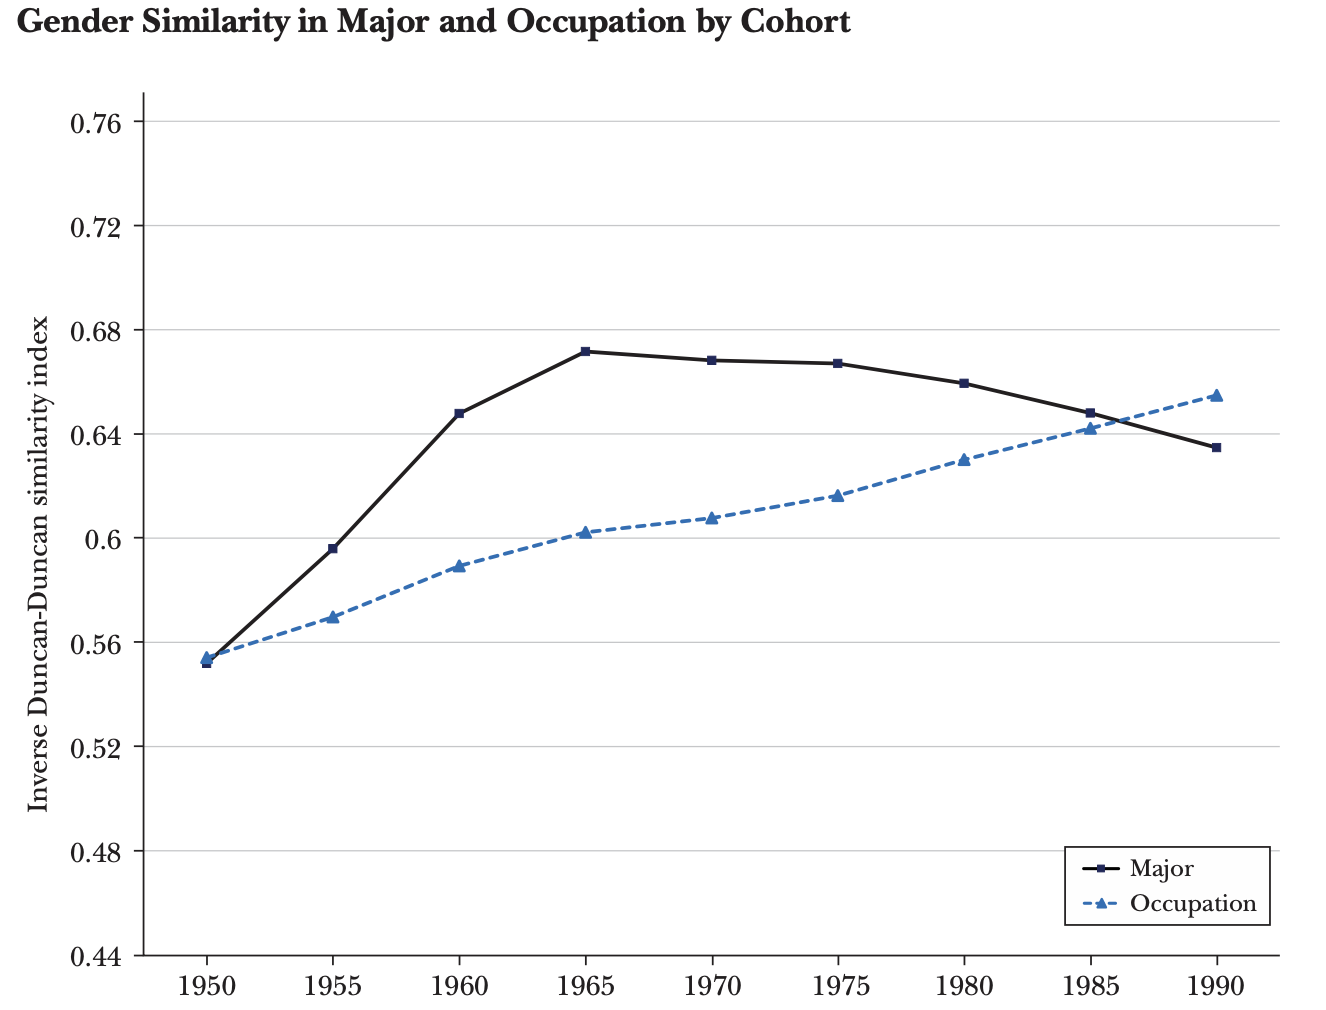 Gender Similarity in Major and Occupation by Cohort
Inverse Duncan-Duncan similarity index
0.76
0.72
0.68
0.64
0.6
0.56
0.52
0.48
0.44
Major
Occupation
1950 1955 1960 1965 1970 1975 1980 1985 1990